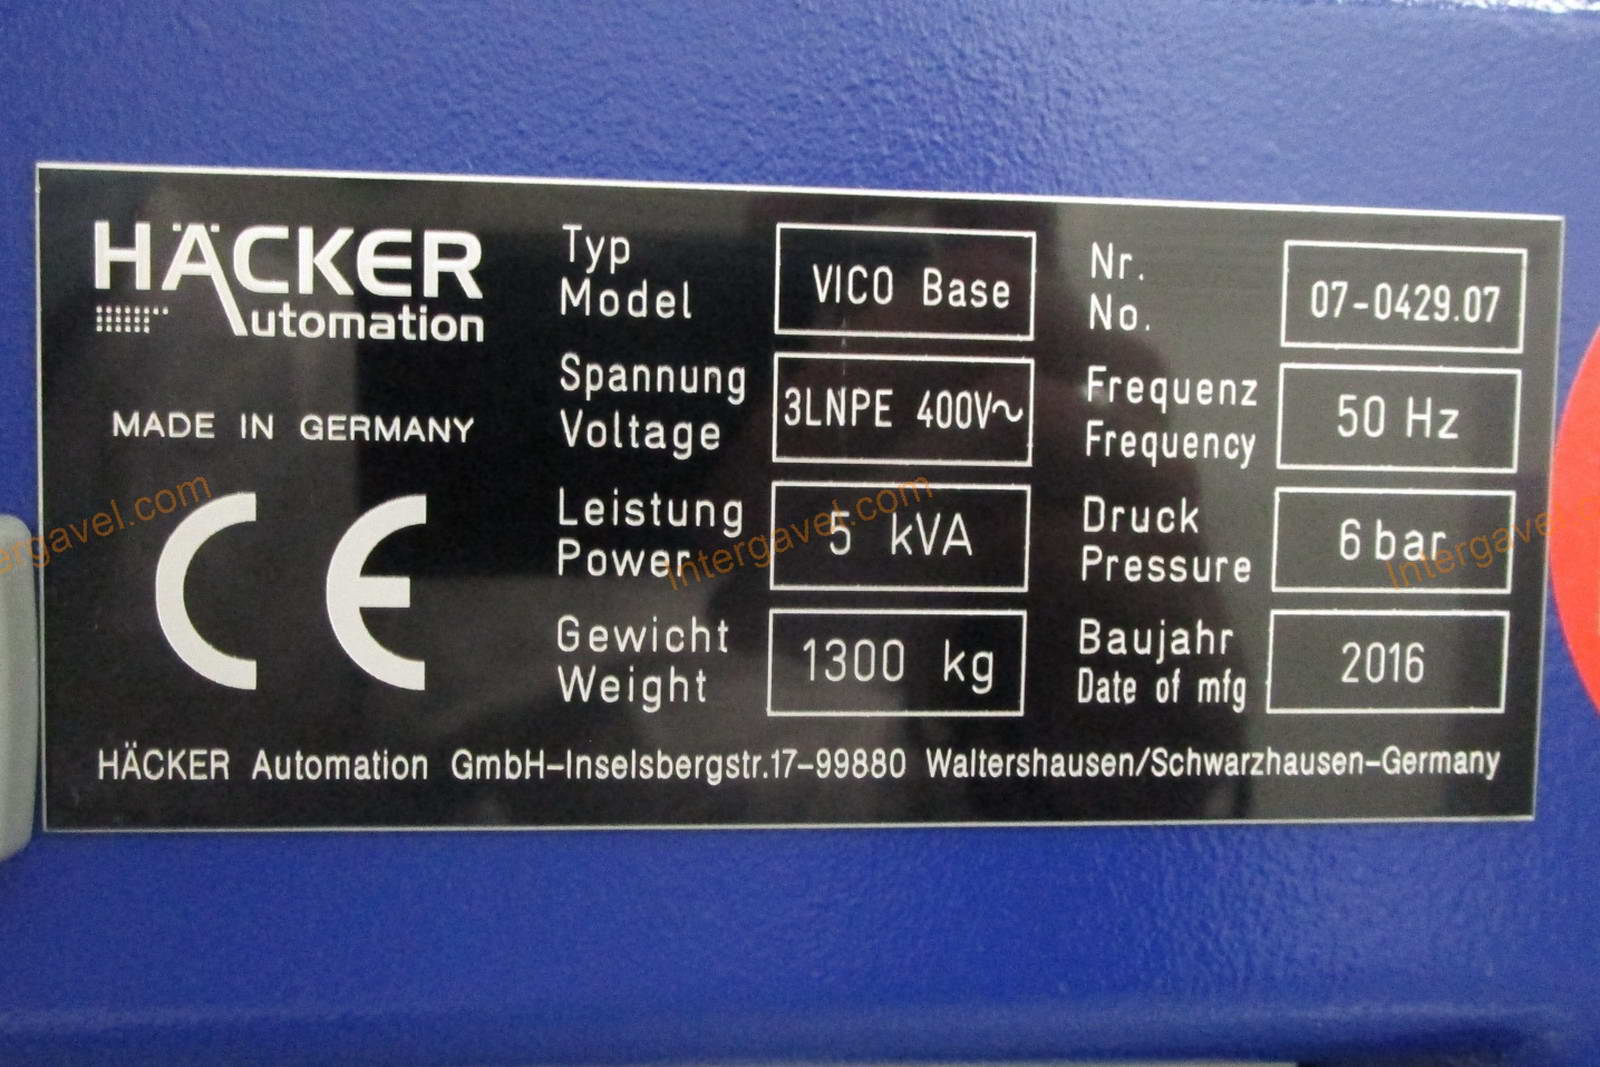 HÄCKER
Automation
MADE IN GERMANY
CE
Typ
Model
VICO Base
Nr.
No.
07-0429.07
Spannung
Voltage
3LNPE 400V~
Frequenz
Frequency
50 Hz
Leistung
Power
5 kVA
Druck
Pressure
6 bar
Gewicht
Weight
1300 kg
Baujahr
Date of mfg
2016
HÄCKER Automation GmbH-Inselsbergstr.17-99880 Waltershausen/Schwarzhausen-Germany
Intergavel.com
Intergavel.com
Intergavel